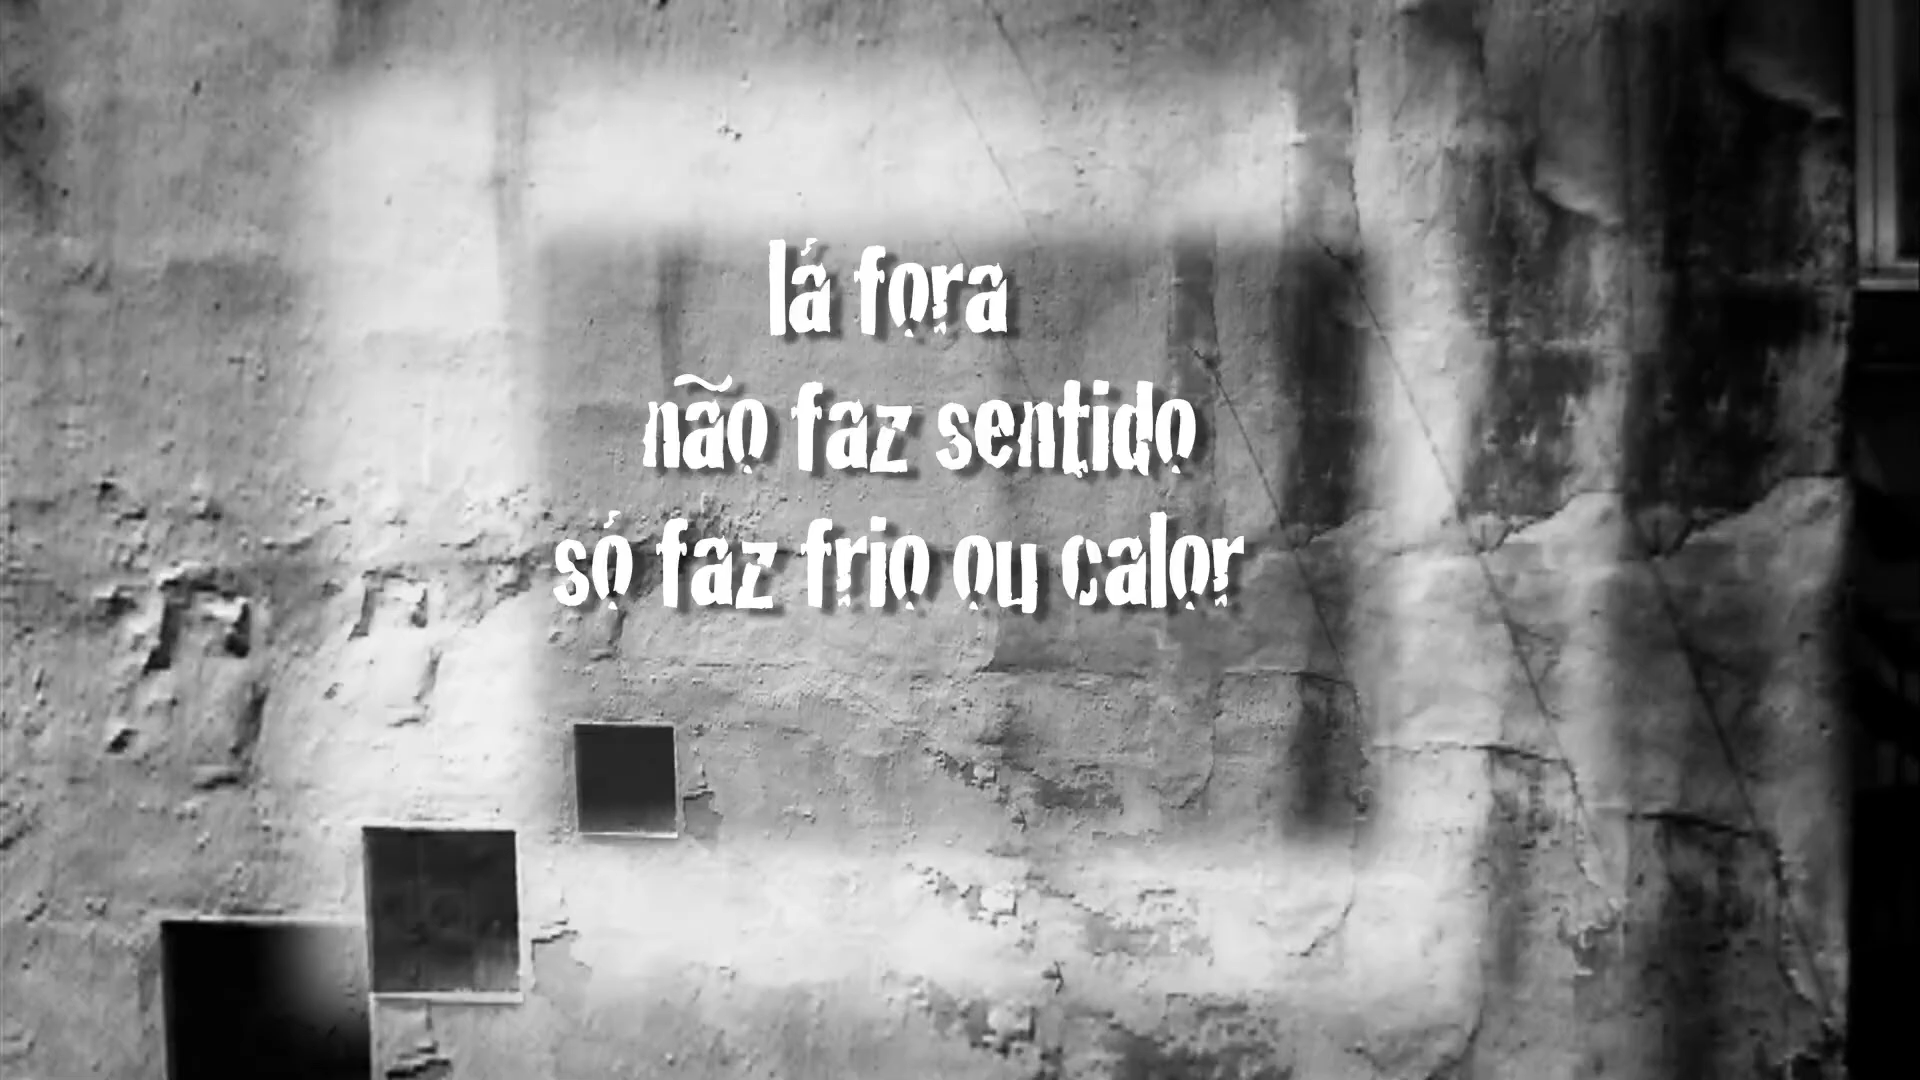 lá fora
não faz sentido
só faz frio ou calor